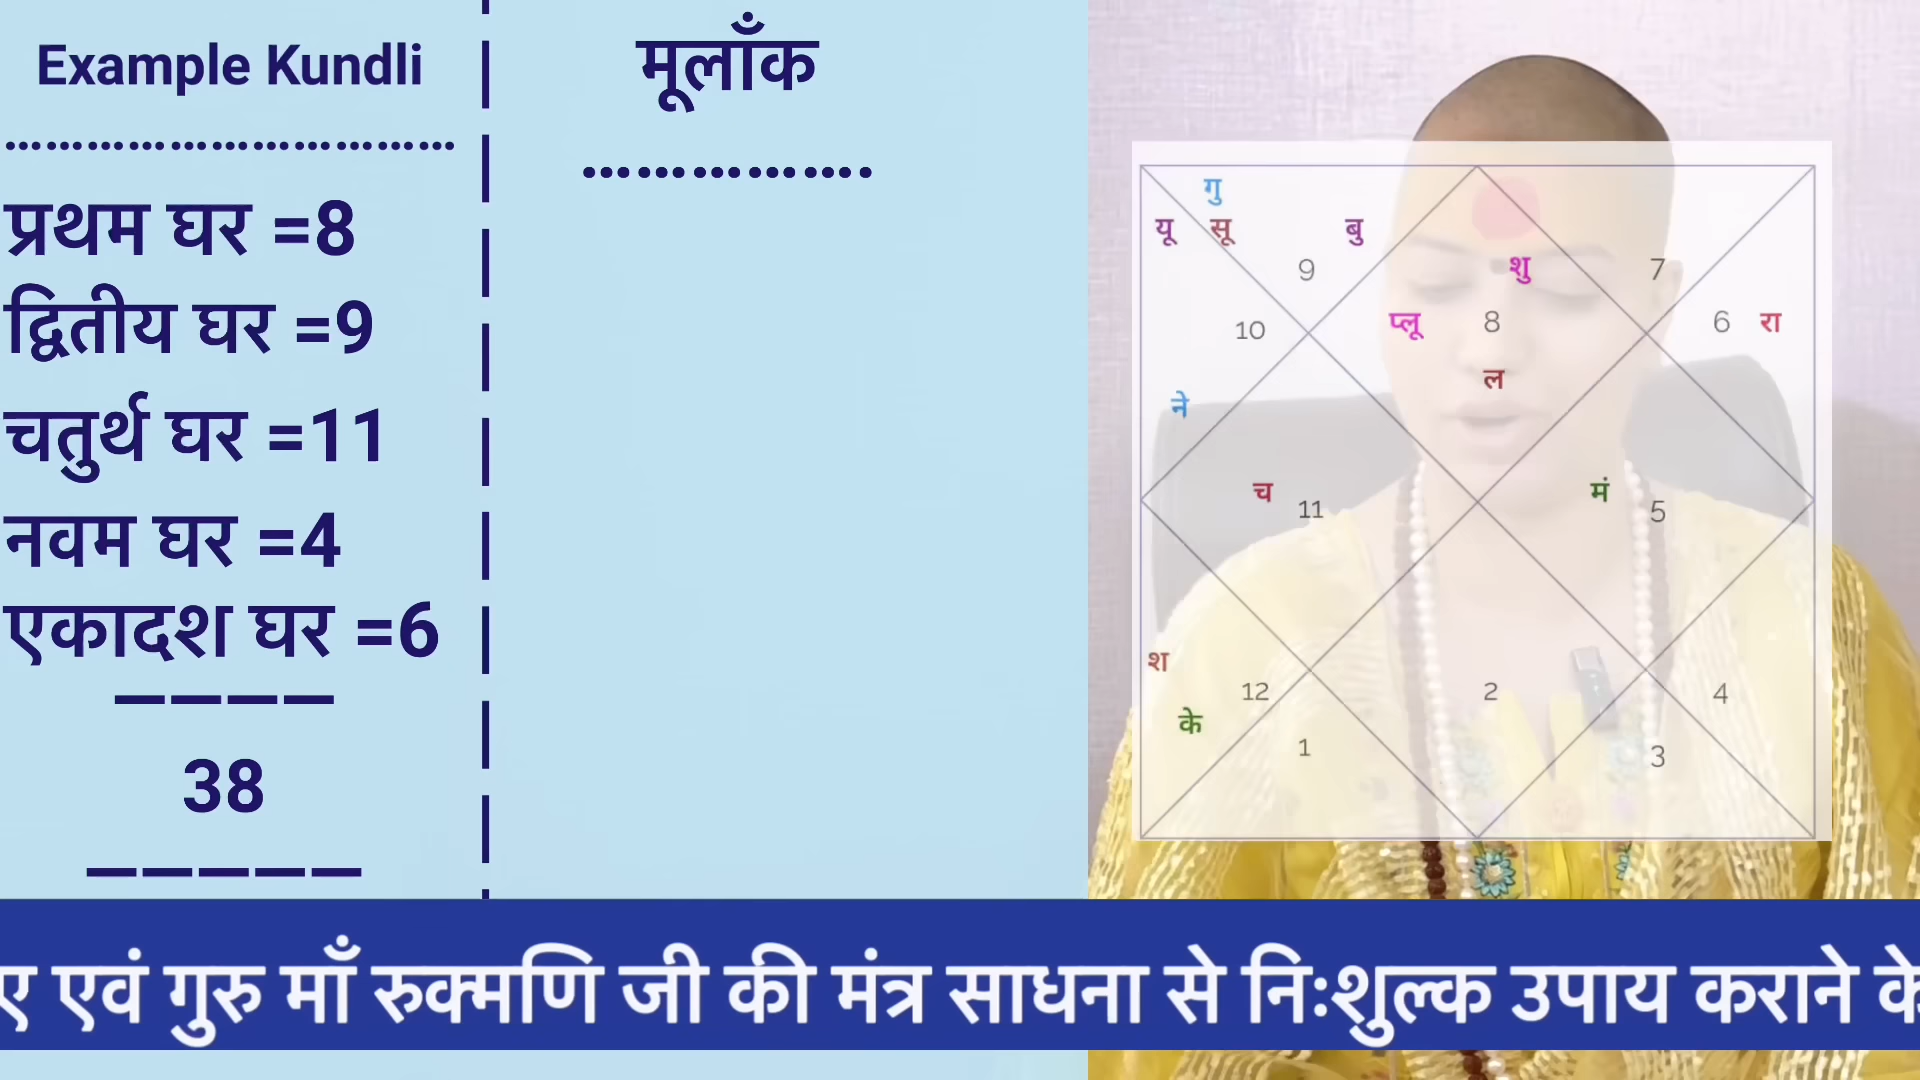 Example Kundli
प्रथम घर =8
द्वितीय घर =9
चतुर्थ घर =11
नवम घर =4
एकादश घर =6
38
मूलाँक
गु
यू सू बु
9
शु
7
10
प्लू 8
6 रा
ल
ने
च 11
मं 5
श
12
2
4
के
1
3
ए एवं गुरु माँ रुक्मणि जी की मंत्र साधना से निःशुल्क उपाय कराने के